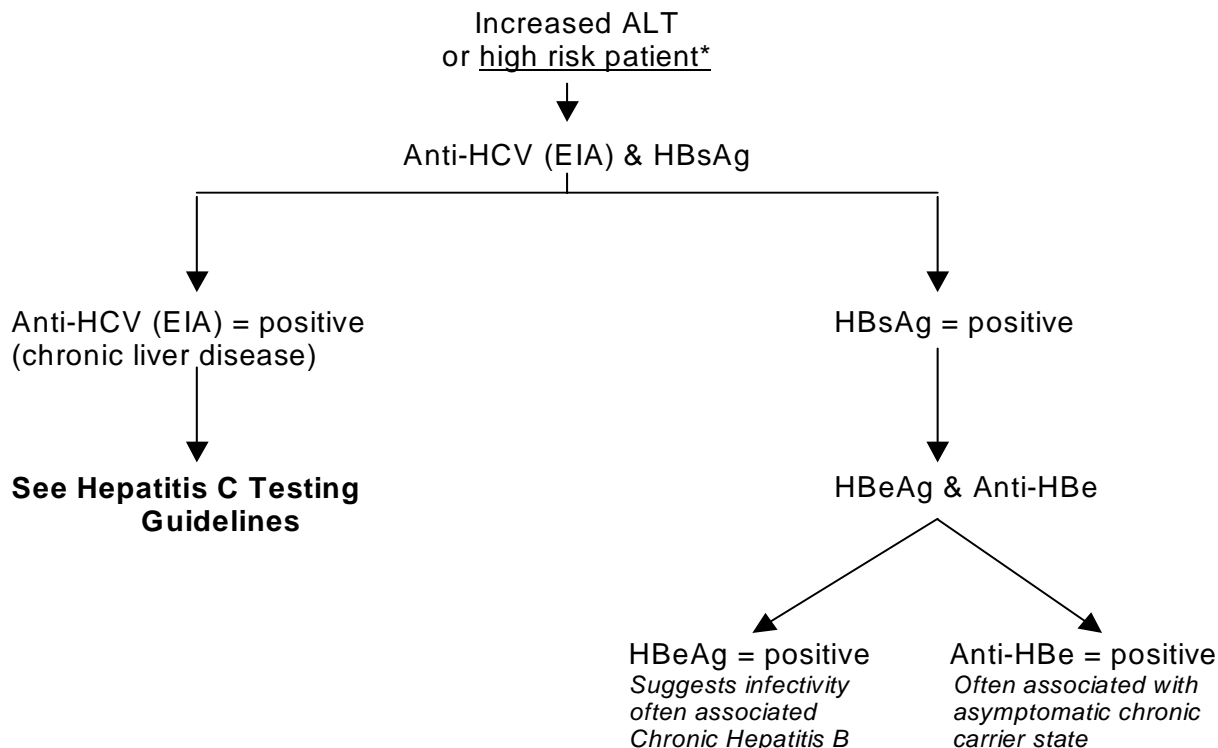 Increased ALT
or high risk patient*
Anti-HCV (EIA) & HBsAg
Anti-HCV (EIA) = positive
(chronic liver disease)
HBsAg = positive
See Hepatitis C Testing
Guidelines
HBeAg & Anti-HBe
HBeAg = positive
Suggests infectivity
often associated
Chronic Hepatitis B
Anti-HBe = positive
Often associated with
asymptomatic chronic
carrier state